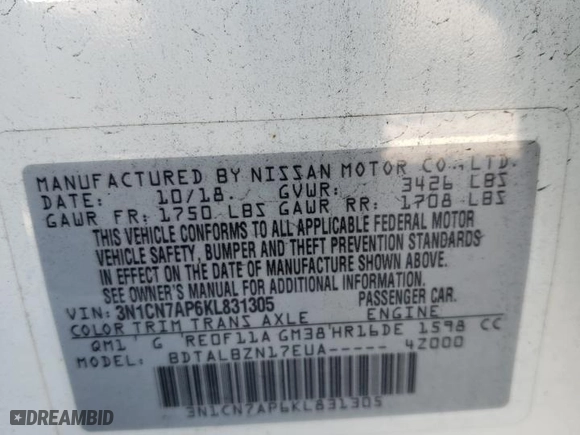 MANUFACTURED BY NISSAN MOTOR CO., LTD.
DATE: 10/18. GVWR: 3426 LBS
GAWR FR: 1750 LBS GAWR RR: 1708 LBS
THIS VEHICLE CONFORMS TO ALL APPLICABLE FEDERAL MOTOR
VEHICLE SAFETY, BUMPER AND THEFT PREVENTION STANDARDS
IN EFFECT ON THE DATE OF MANUFACTURE SHOWN ABOVE.
SEE OWNER'S MANUAL FOR ADDITIONAL INFORMATION.
VIN: 3N1CN7AP6KL831305 PASSENGER CAR.
COLOR TRIM TRANS AXLE ENGINE
QM1 G RE0F11A GM38 HR16DE 1598 CC
MODEL: BDTALBZN17EUA----- 42000
3N1CN7AP6KL831305
DREAMBID
DREAMBID